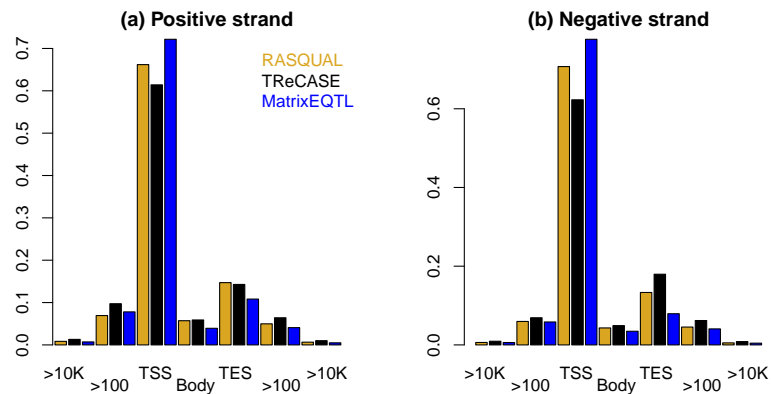 (a) Positive strand
0.0 0.1 0.2 0.3 0.4 0.5 0.6 0.7
RASQUAL
TReCASE
MatrixEQTL
>10K >100 TSS Body TES >100 >10K
(b) Negative strand
0.0 0.2 0.4 0.6
>10K >100 TSS Body TES >100 >10K